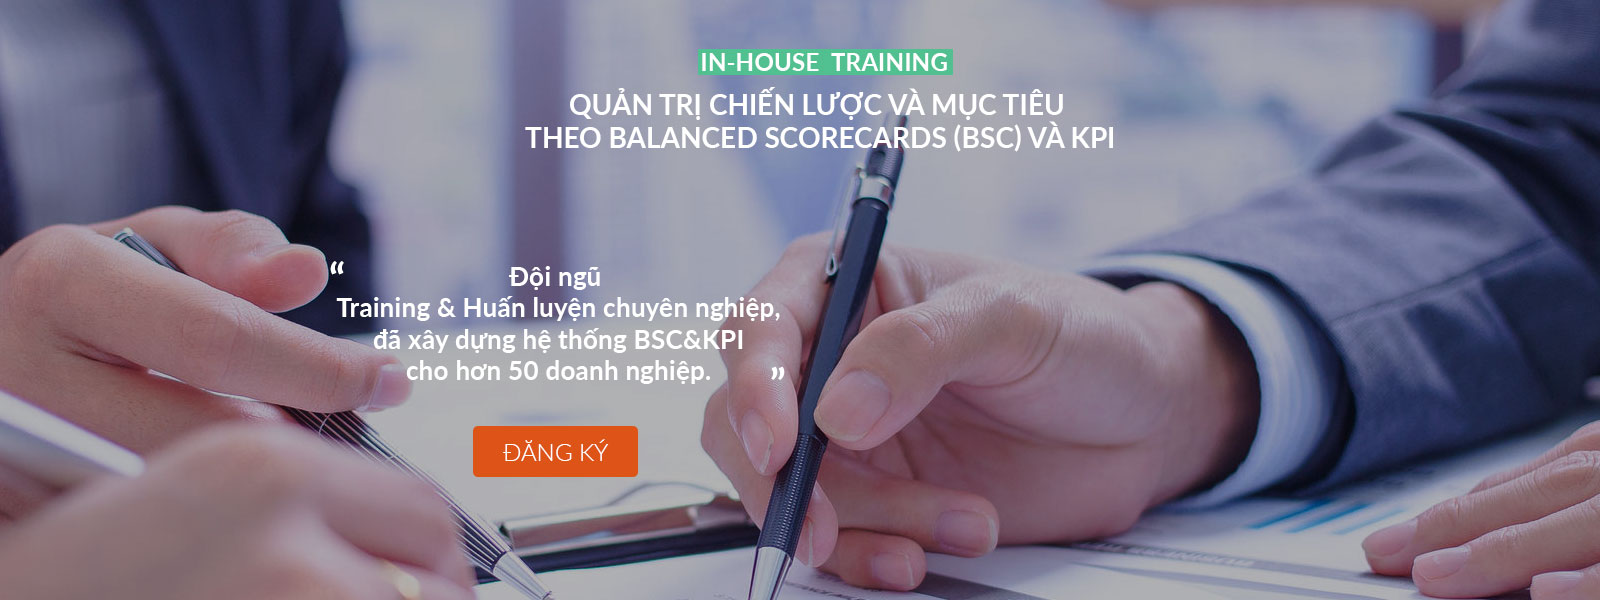 IN-HOUSE TRAINING
QUẢN TRỊ CHIẾN LƯỢC VÀ MỤC TIÊU
THEO BALANCED SCORECARDS (BSC) VÀ KPI
“ Đội ngũ
Training & Huấn luyện chuyên nghiệp,
đã xây dựng hệ thống BSC&KPI
cho hơn 50 doanh nghiệp. ”
ĐĂNG KÝ